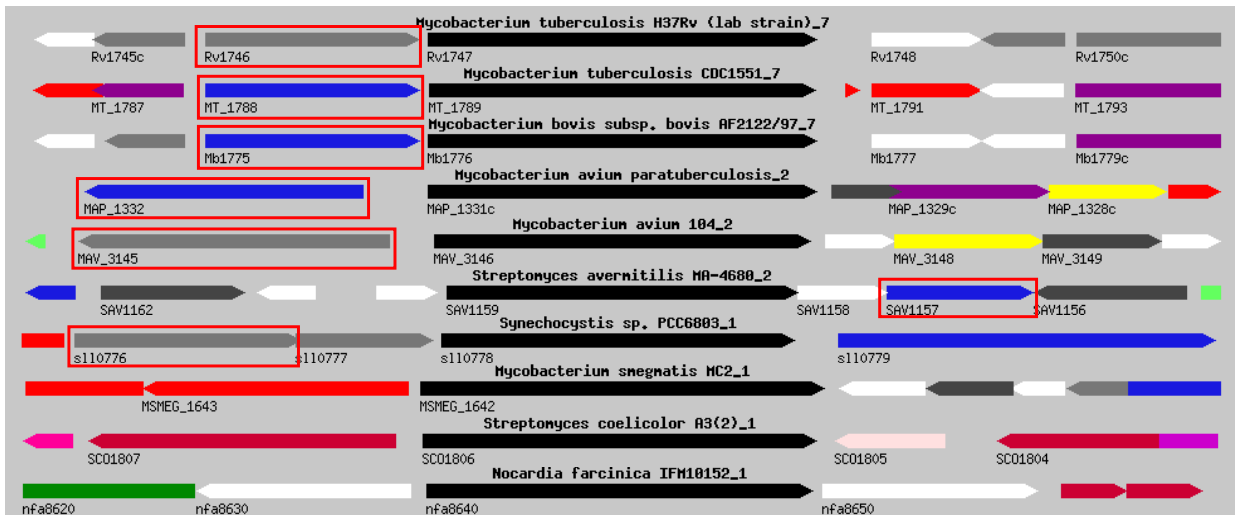 Mycobacterium tuberculosis H37Rv (lab strain)_7
Rv1745c Rv1746 Rv1747 Rv1748 Rv1750c
Mycobacterium tuberculosis CDC1551_7
MT_1787 MT_1788 MT_1789 MT_1791 MT_1793
Mycobacterium bovis subsp. bovis AF2122/97_7
Mb1775 Mb1776 Mb1777 Mb1779c
Mycobacterium avium paratuberculosis_2
MAP_1332 MAP_1331c MAP_1329c MAP_1328c
Mycobacterium avium 104_2
MAV_3145 MAV_3146 MAV_3148 MAV_3149
Streptomyces avermitilis MA-4680_2
SAV1162 SAV1159 SAV1158 SAV1157 SAV1156
Synechocystis sp. PCC6803_1
sll0776 sll0777 sll0778 sll0779
Mycobacterium smegmatis MC2_1
MSMEG_1643 MSMEG_1642
Streptomyces coelicolor A3(2)_1
SCO1807 SCO1806 SCO1805 SCO1804
Nocardia farcinica IFM10152_1
nfa8620 nfa8630 nfa8640 nfa8650